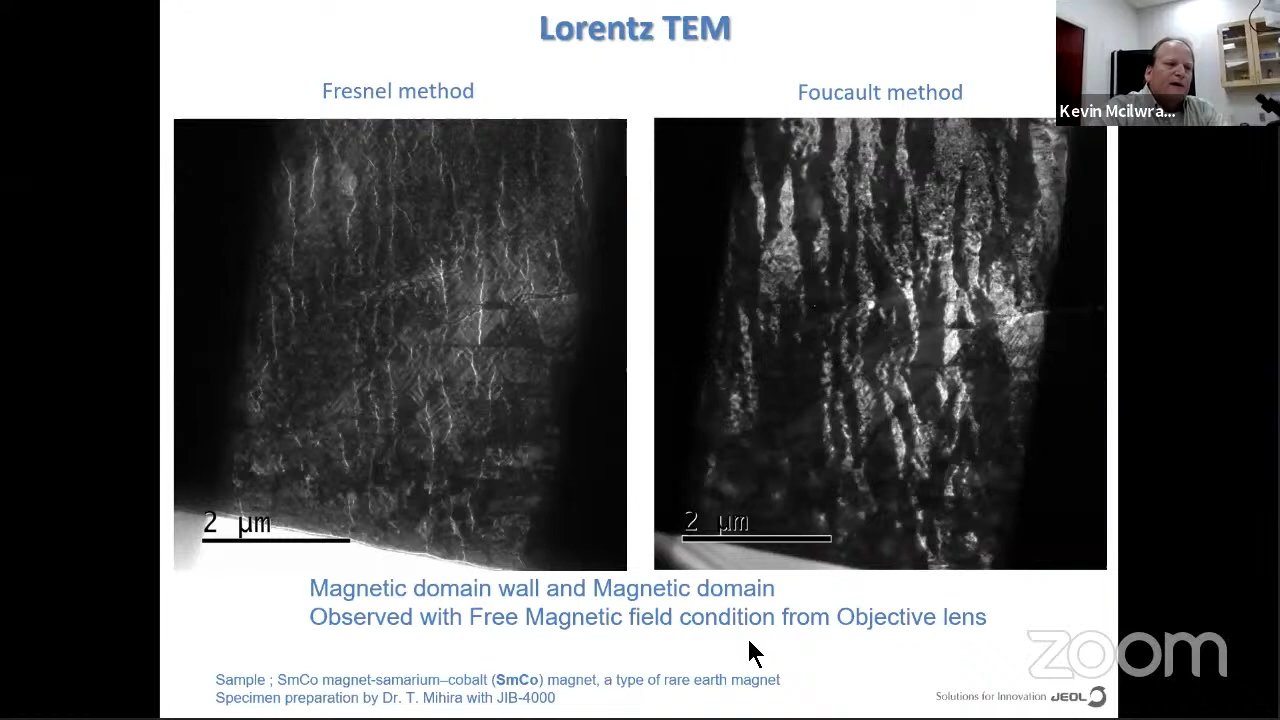 Lorentz TEM
Fresnel method
Foucault method
Kevin Mcilwra...
2 µm
2 µm
Magnetic domain wall and Magnetic domain
Observed with Free Magnetic field condition from Objective lens
zoom
Sample ; SmCo magnet-samarium–cobalt (SmCo) magnet, a type of rare earth magnet
Specimen preparation by Dr. T. Mihira with JIB-4000
Solutions for Innovation JEOL